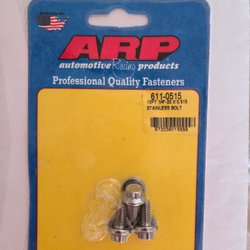 ARP
automotive Racing products
Professional Quality Fasteners
611-0515
12PT 1/4"-20 X 0.515
STAINLESS BOLT